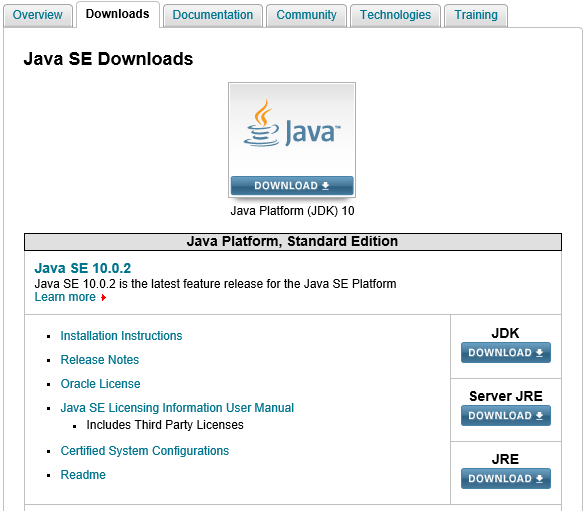 Overview Downloads Documentation Community Technologies Training
Java SE Downloads
Java™
DOWNLOAD
Java Platform (JDK) 10
Java Platform, Standard Edition
Java SE 10.0.2
Java SE 10.0.2 is the latest feature release for the Java SE Platform
Learn more
Installation Instructions
Release Notes
Oracle License
Java SE Licensing Information User Manual
Includes Third Party Licenses
Certified System Configurations
Readme
JDK
DOWNLOAD
Server JRE
DOWNLOAD
JRE
DOWNLOAD